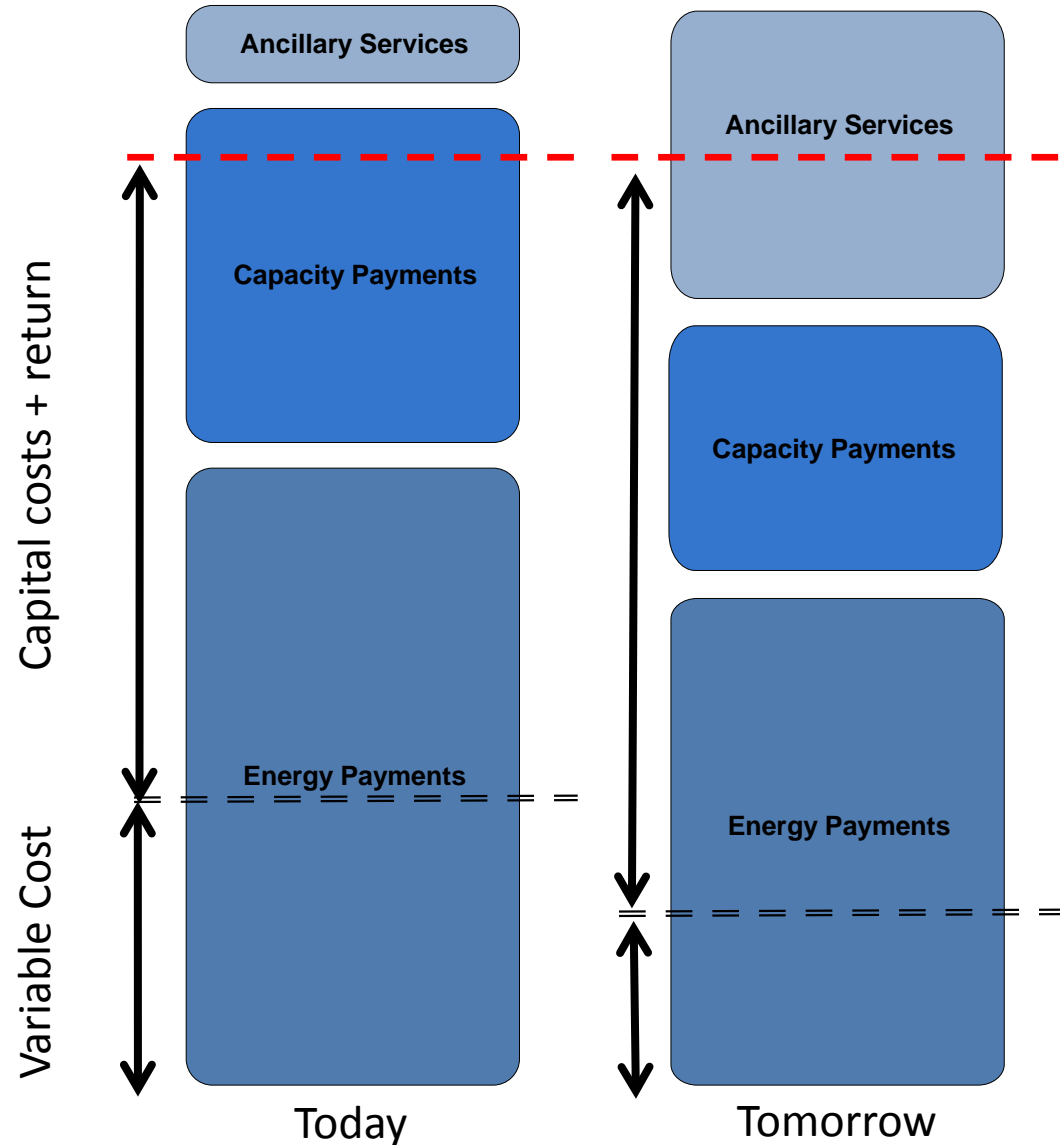 Ancillary Services
Capacity Payments
Energy Payments
Ancillary Services
Capacity Payments
Energy Payments
Capital costs + return
Variable Cost
Today
Tomorrow